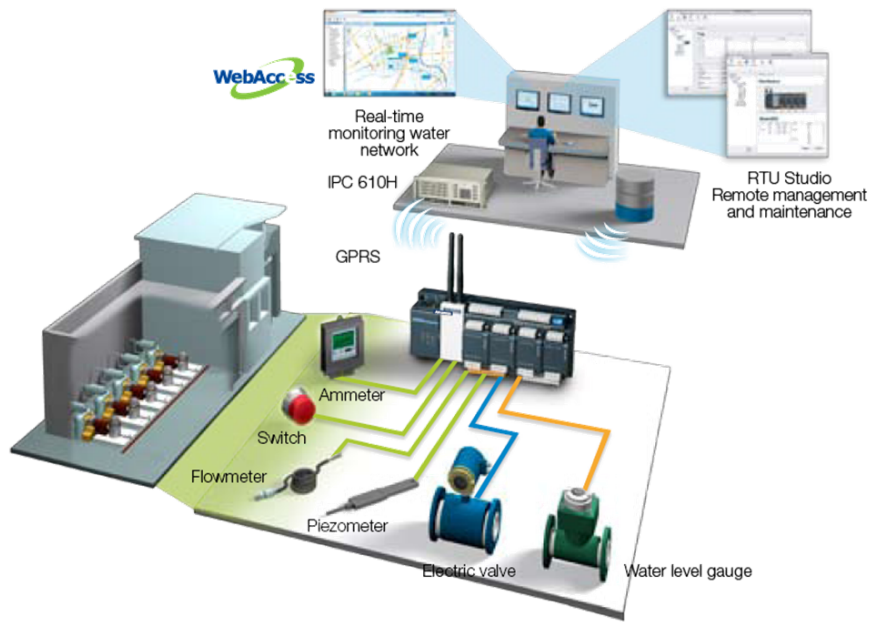 WebAccess
Real-time
monitoring water
network
IPC 610H
RTU Studio
Remote management
and maintenance
GPRS
Ammeter
Switch
Flowmeter
Piezometer
Electric valve
Water level gauge